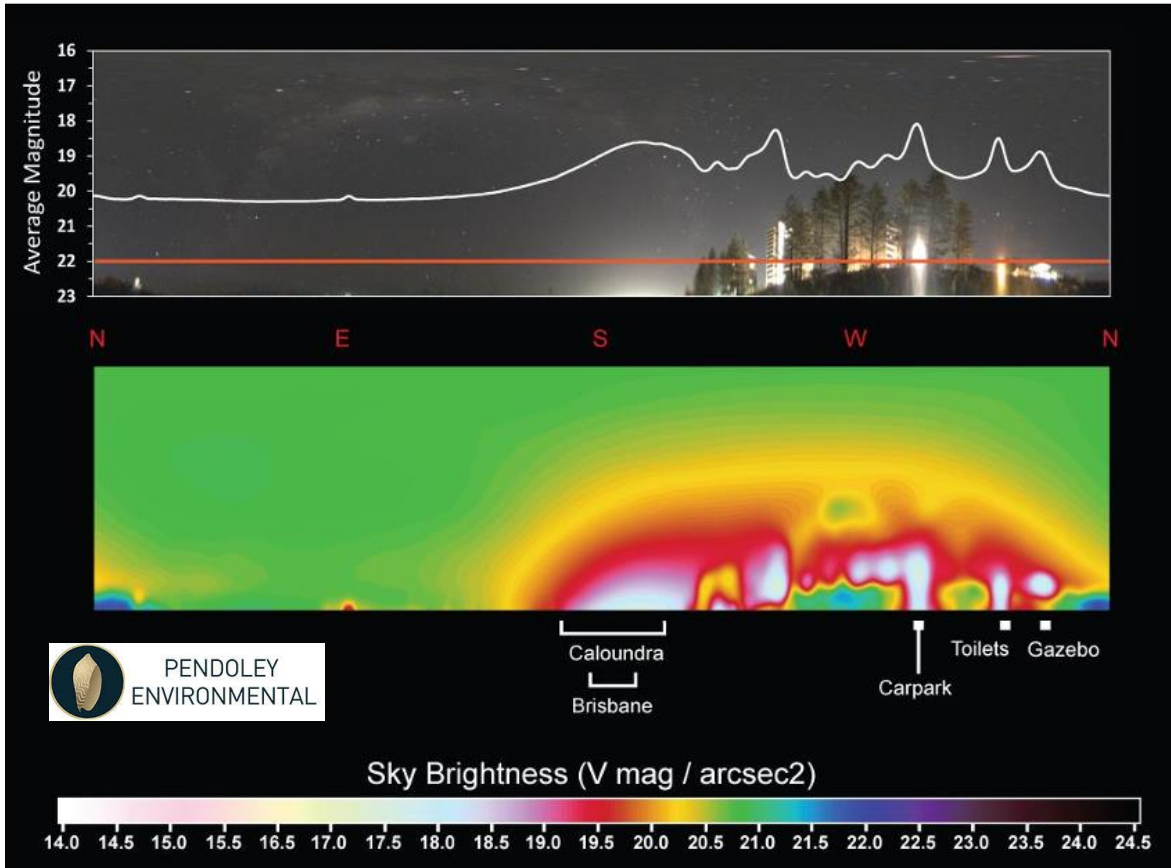 16
17
18
19
20
21
22
23
Average Magnitude
N E S W N
Caloundra
Brisbane
Carpark
Toilets Gazebo
PENDOLEY
ENVIRONMENTAL
Sky Brightness (V mag / arcsec2)
14.0 14.5 15.0 15.5 16.0 16.5 17.0 17.5 18.0 18.5 19.0 19.5 20.0 20.5 21.0 21.5 22.0 22.5 23.0 23.5 24.0 24.5